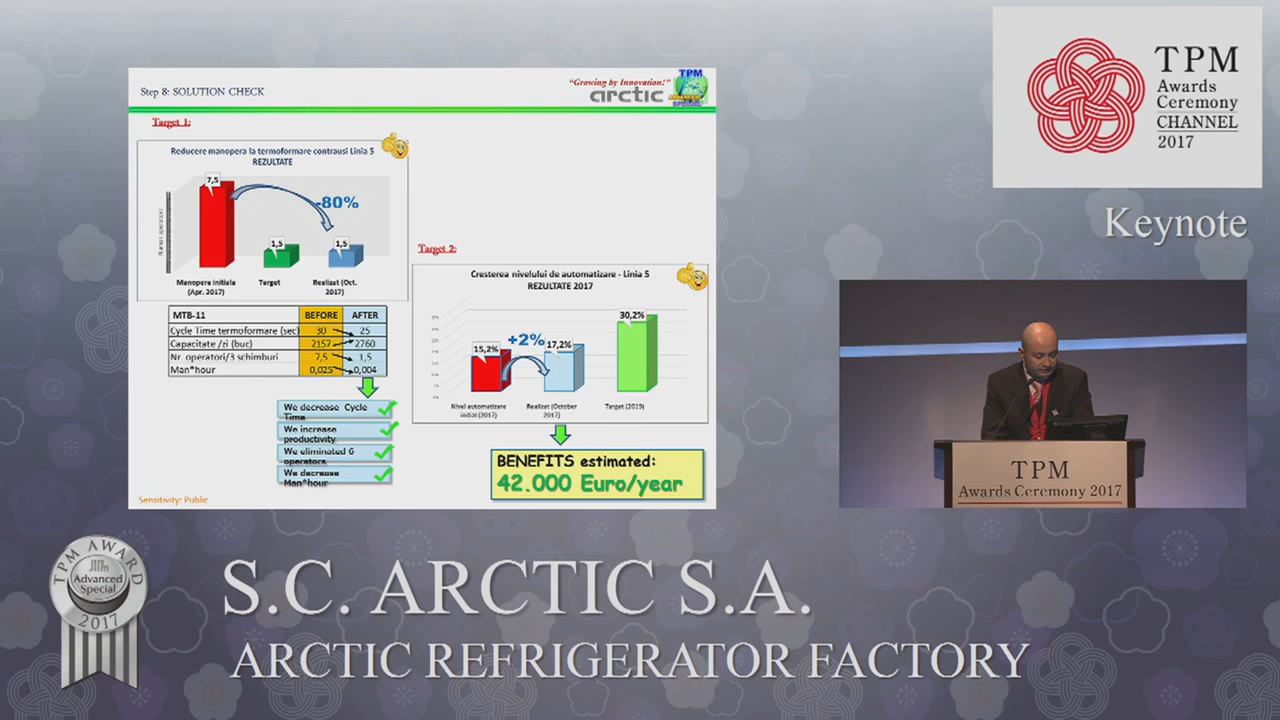 Step 8: SOLUTION CHECK
"Growing by Innovation!"
arctic
TPM
Target 1:
Reducere manopera la termoformare contrausi Linia 5
REZULTATE
7,5
-80%
1,5
1,5
Manopera initiala
(Apr. 2017)
Target
Realizat (Oct.
2017)
MTB-11 BEFORE AFTER
Cycle Time termoformare (sec) 30 25
Capacitate /zi (buc) 2157 2760
Nr. operatori/3 schimburi 7,5 1,5
Man*hour 0,025 0,004
We decrease Cycle
Time
We increase
productivity
We eliminated 6
operators
We decrease
Man*hour
Sensitivity: Public
Target 2:
Cresterea nivelului de automatizare - Linia 5
REZULTATE 2017
15,2%
+2%
17,2%
30,2%
Nivel automatizare
initial (2017)
Realizat (October
2017)
Target (2019)
BENEFITS estimated:
42.000 Euro/year
TPM
Awards
Ceremony
CHANNEL
2017
Keynote
TPM
Awards Ceremony 2017
TPM AWARD
JIPM
Advanced
Special
2017
S.C. ARCTIC S.A.
ARCTIC REFRIGERATOR FACTORY